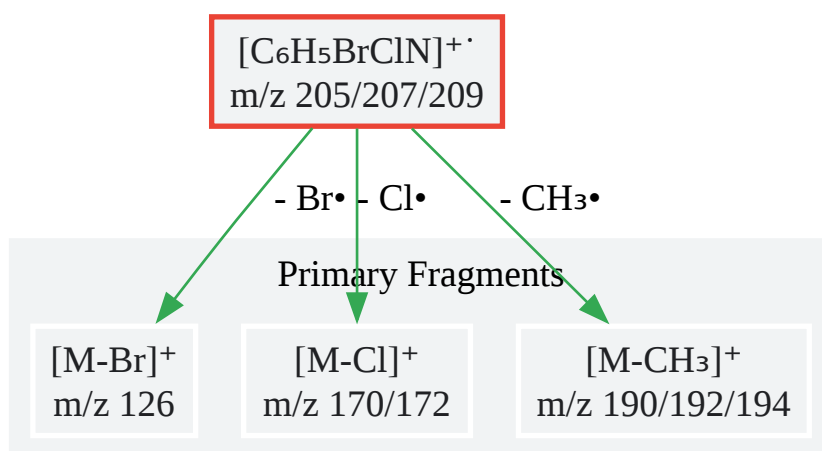 [C₆H₅BrClN]⁺˙
m/z 205/207/209
- Br• - Cl• - CH₃•
Primary Fragments
[M-Br]⁺
m/z 126
[M-Cl]⁺
m/z 170/172
[M-CH₃]⁺
m/z 190/192/194